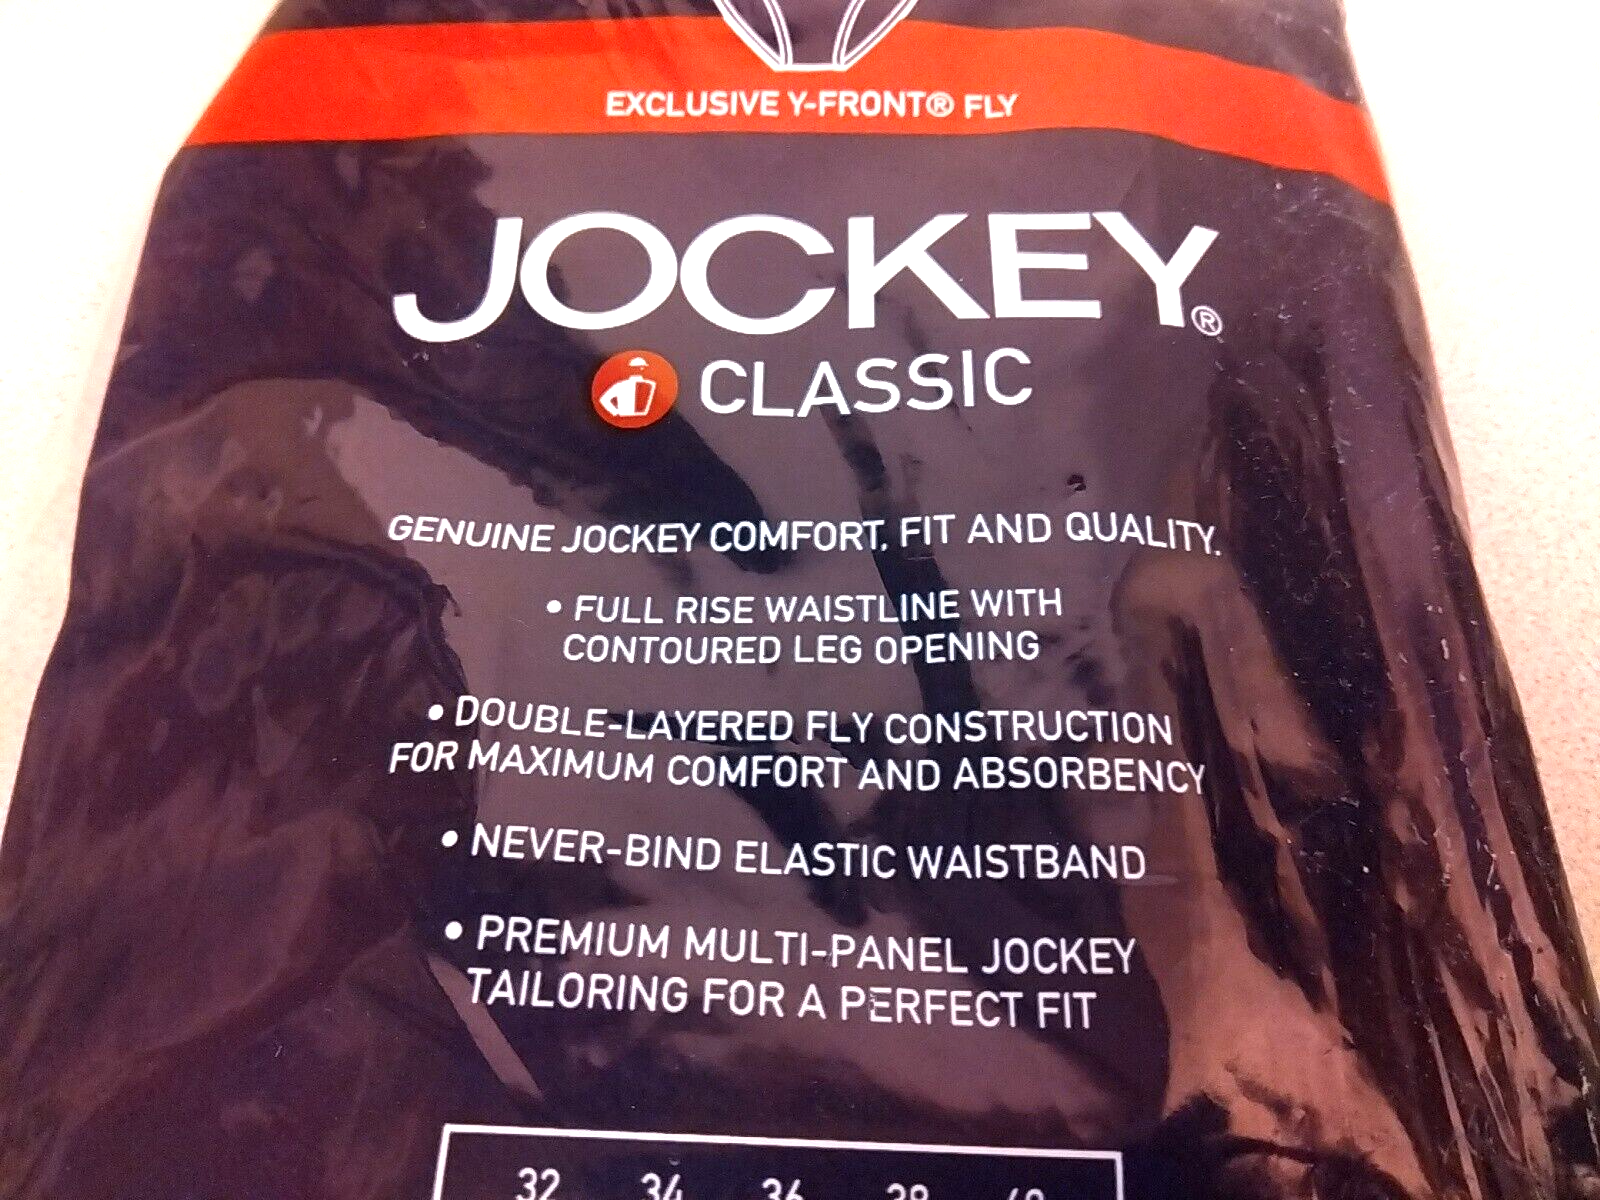 EXCLUSIVE Y-FRONT® FLY
JOCKEY®
CLASSIC
GENUINE JOCKEY COMFORT, FIT AND QUALITY.
• FULL RISE WAISTLINE WITH
CONTOURED LEG OPENING
• DOUBLE-LAYERED FLY CONSTRUCTION
FOR MAXIMUM COMFORT AND ABSORBENCY
• NEVER-BIND ELASTIC WAISTBAND
• PREMIUM MULTI-PANEL JOCKEY
TAILORING FOR A PERFECT FIT
32 34 36 38 40